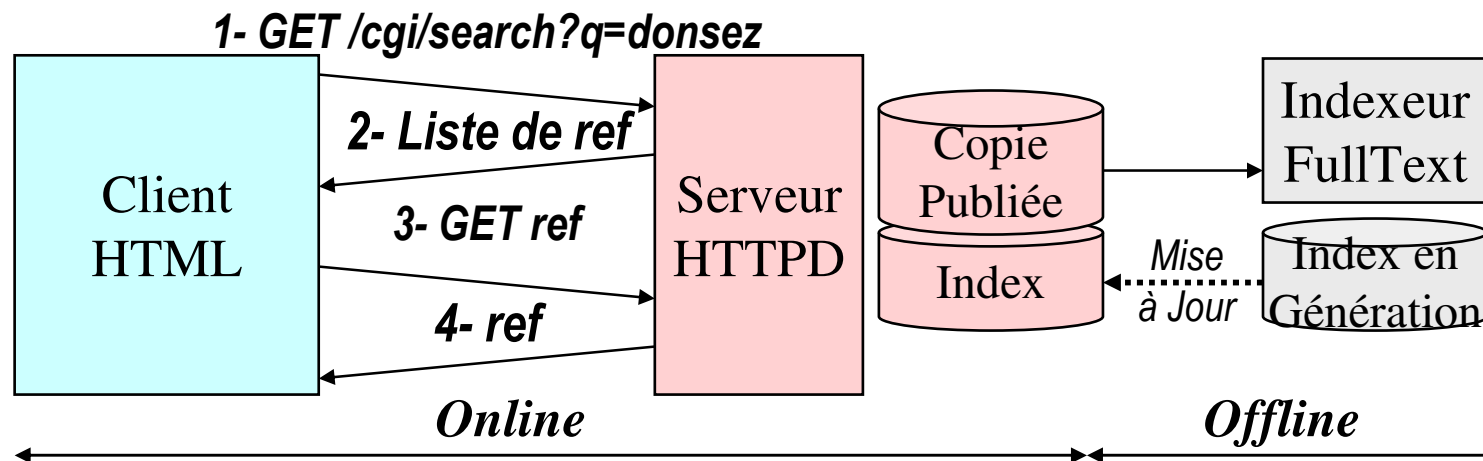 1- GET /cgi/search?q=donsez
2- Liste de ref
3- GET ref
4- ref
Client
HTML
Serveur
HTTPD
Copie
Publiée
Index
Mise
à Jour
Indexeur
FullText
Index en
Génération
Online
Offline